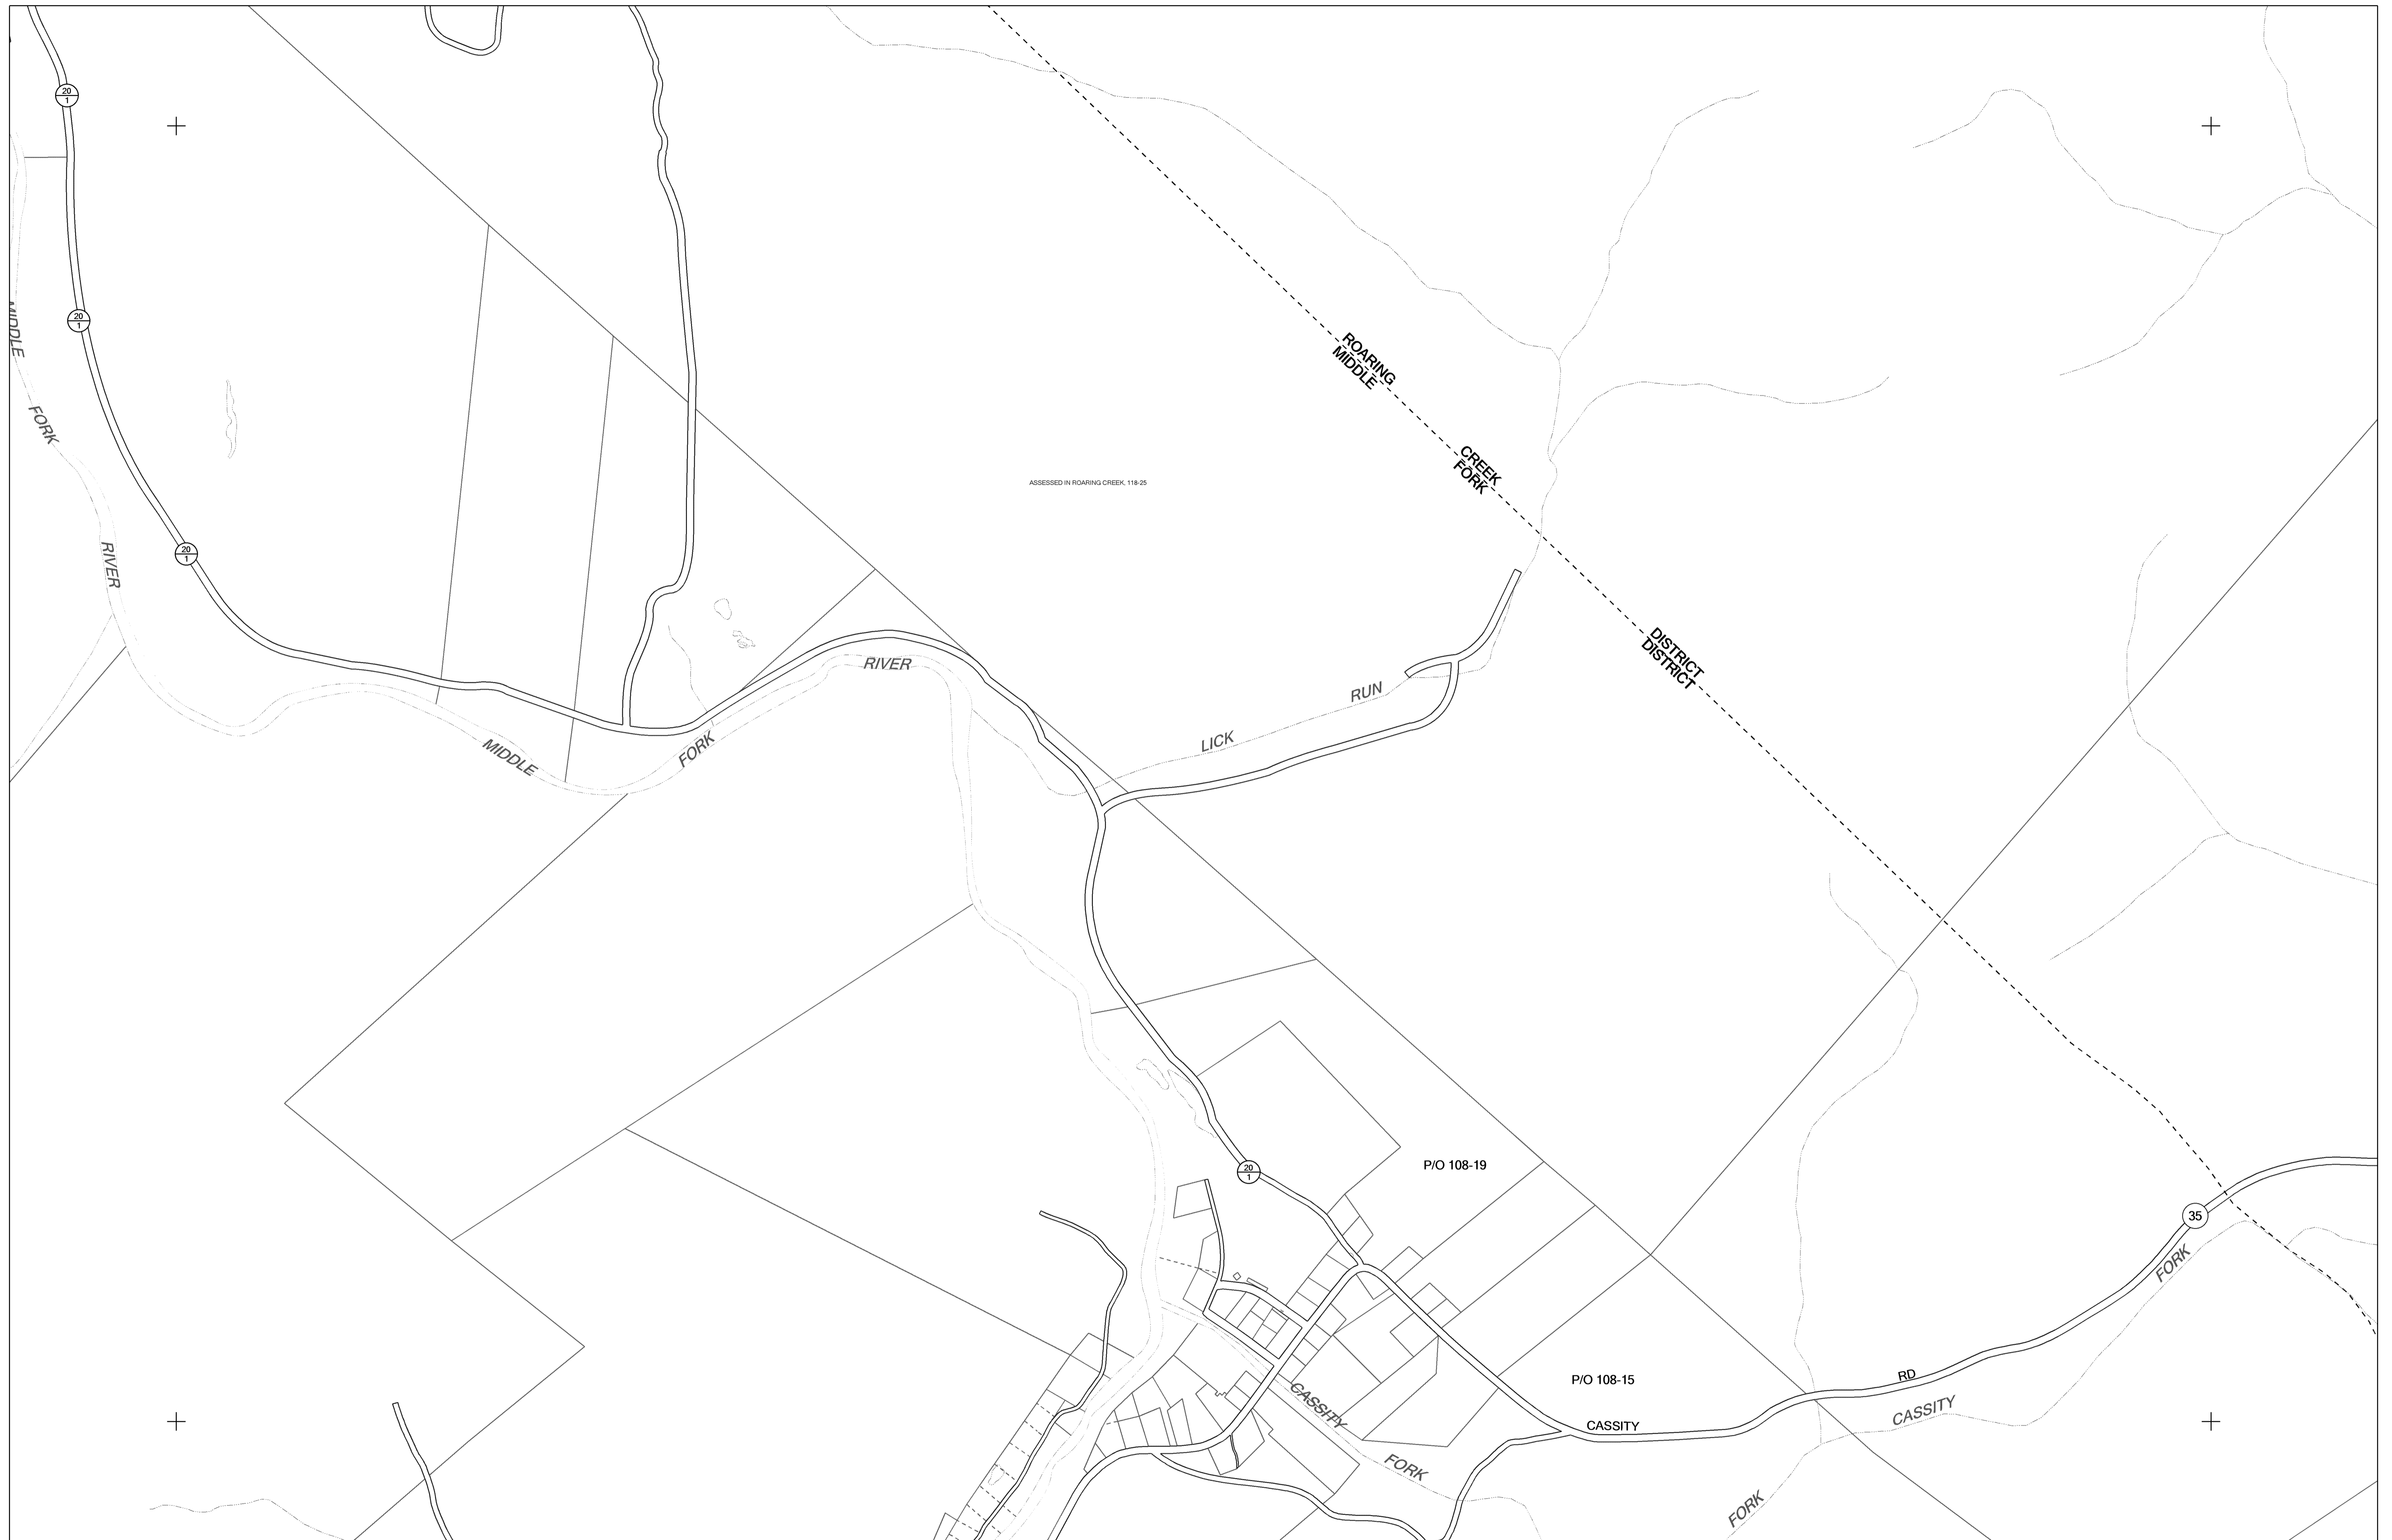 20
1
MIDDLE
20
1
ROARING
MIDDLE
FORK
CREEK
FORK
ASSESSED IN ROARING CREEK, 118-25
20
1
RIVER
DISTRICT
DISTRICT
RIVER
RUN
LICK
MIDDLE
FORK
P/O 108-19
20
1
35
FORK
P/O 108-15
RD
CASSITY
CASSITY
CASSITY
FORK
FORK